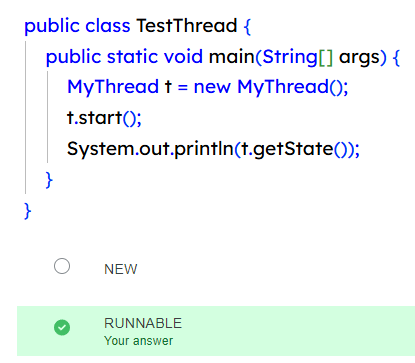 public class TestThread {
public static void main(String[] args) {
MyThread t = new MyThread();
t.start();
System.out.println(t.getState());
}
}
NEW
RUNNABLE
Your answer